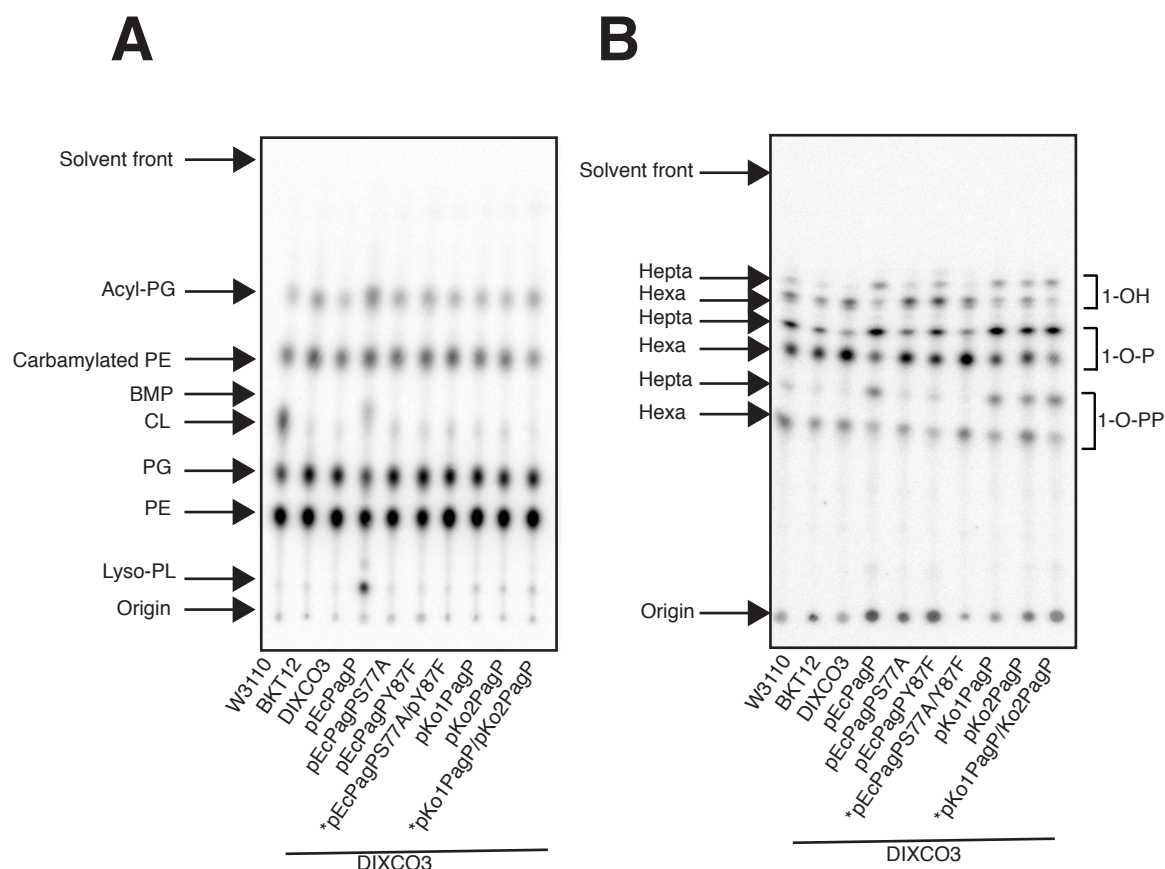 A
Solvent front
Acyl-PG
Carbamylated PE
BMP
CL
PG
PE
Lyso-PL
Origin
W3110
BKT12
DIXCO3
pEcPagP
pEcPagPS77A
pEcPagPY87F
*pEcPagPS77A/pY87F
pKo1PagP
pKo2PagP
*pKo1PagP/pKo2PagP
DIXCO3
B
Solvent front
Hepta
Hexa
Hepta
Hexa
Hepta
Hexa
Origin
1-OH
1-O-P
1-O-PP
W3110
BKT12
DIXCO3
pEcPagP
pEcPagPS77A
pEcPagPY87F
*pEcPagPS77A/Y87F
pKo1PagP
pKo2PagP
*pKo1PagP/Ko2PagP
DIXCO3